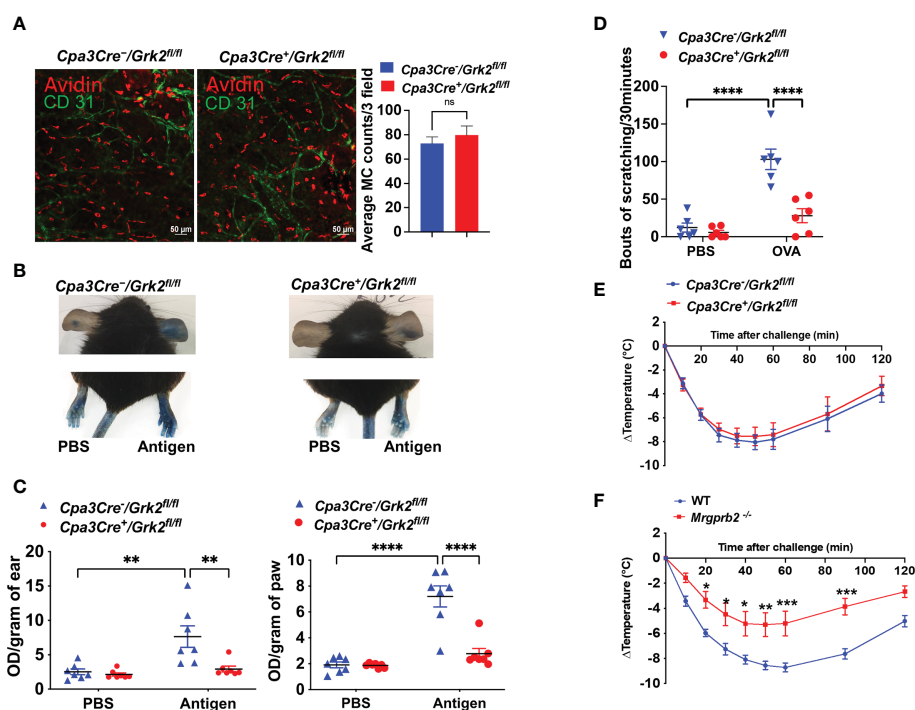 A
Cpa3Cre⁻/Grk2fl/fl
Cpa3Cre⁺/Grk2fl/fl
Avidin
CD 31
50 µm
Avidin
CD 31
50 µm
Cpa3Cre⁻/Grk2fl/fl
Cpa3Cre⁺/Grk2fl/fl
ns
Average MC counts/3 field
100
80
60
40
20
0
B
Cpa3Cre⁻/Grk2fl/fl
Cpa3Cre⁺/Grk2fl/fl
PBS
Antigen
PBS
Antigen
C
Cpa3Cre⁻/Grk2fl/fl
Cpa3Cre⁺/Grk2fl/fl
** **
OD/gram of ear
20
15
10
5
0
PBS
Antigen
Cpa3Cre⁻/Grk2fl/fl
Cpa3Cre⁺/Grk2fl/fl
**** ****
OD/gram of paw
10
8
6
4
2
0
PBS
Antigen
D
Cpa3Cre⁻/Grk2fl/fl
Cpa3Cre⁺/Grk2fl/fl
**** ****
Bouts of scratching/30minutes
200
150
100
50
0
PBS
OVA
E
Cpa3Cre⁻/Grk2fl/fl
Cpa3Cre⁺/Grk2fl/fl
Time after challenge (min)
20 40 60 80 100 120
ΔTemperature (°C)
2
0
-2
-4
-6
-8
-10
F
WT
Mrgprb2 -/-
Time after challenge (min)
20 40 60 80 100 120
ΔTemperature (°C)
2
0
-2
-4
-6
-8
-10
* * * ** *** ***